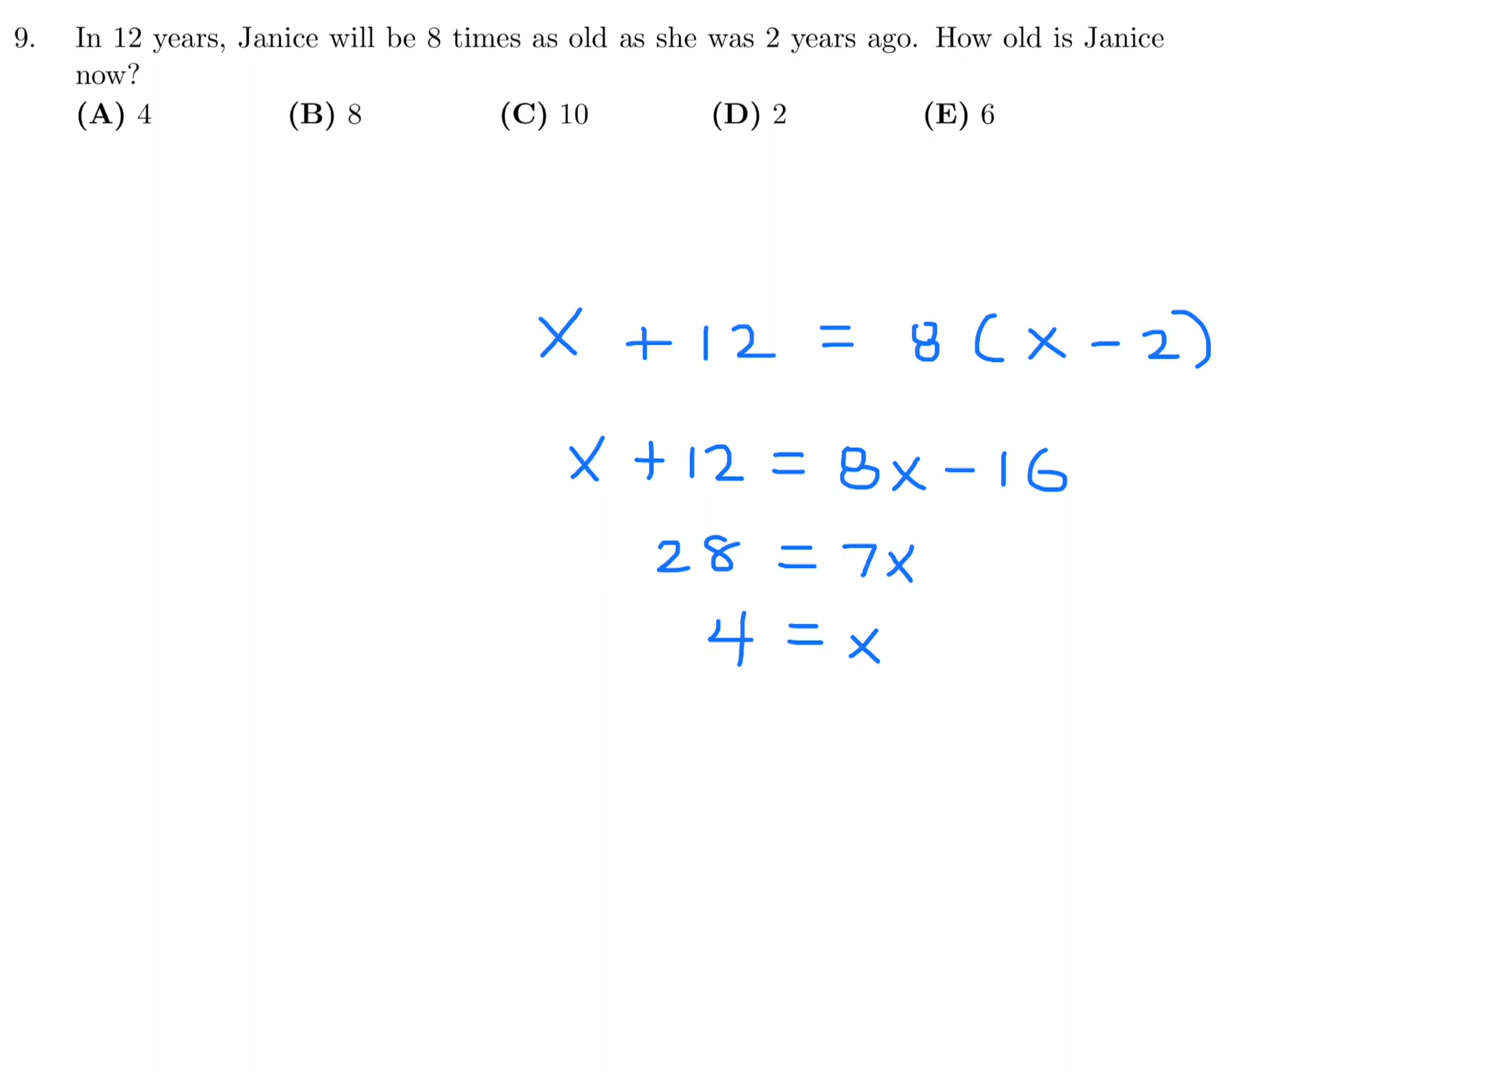 9. In 12 years, Janice will be 8 times as old as she was 2 years ago. How old is Janice
now?
(A) 4 (B) 8 (C) 10 (D) 2 (E) 6
x + 12 = 8 ( x - 2 )
x + 12 = 8x - 16
28 = 7x
4 = x